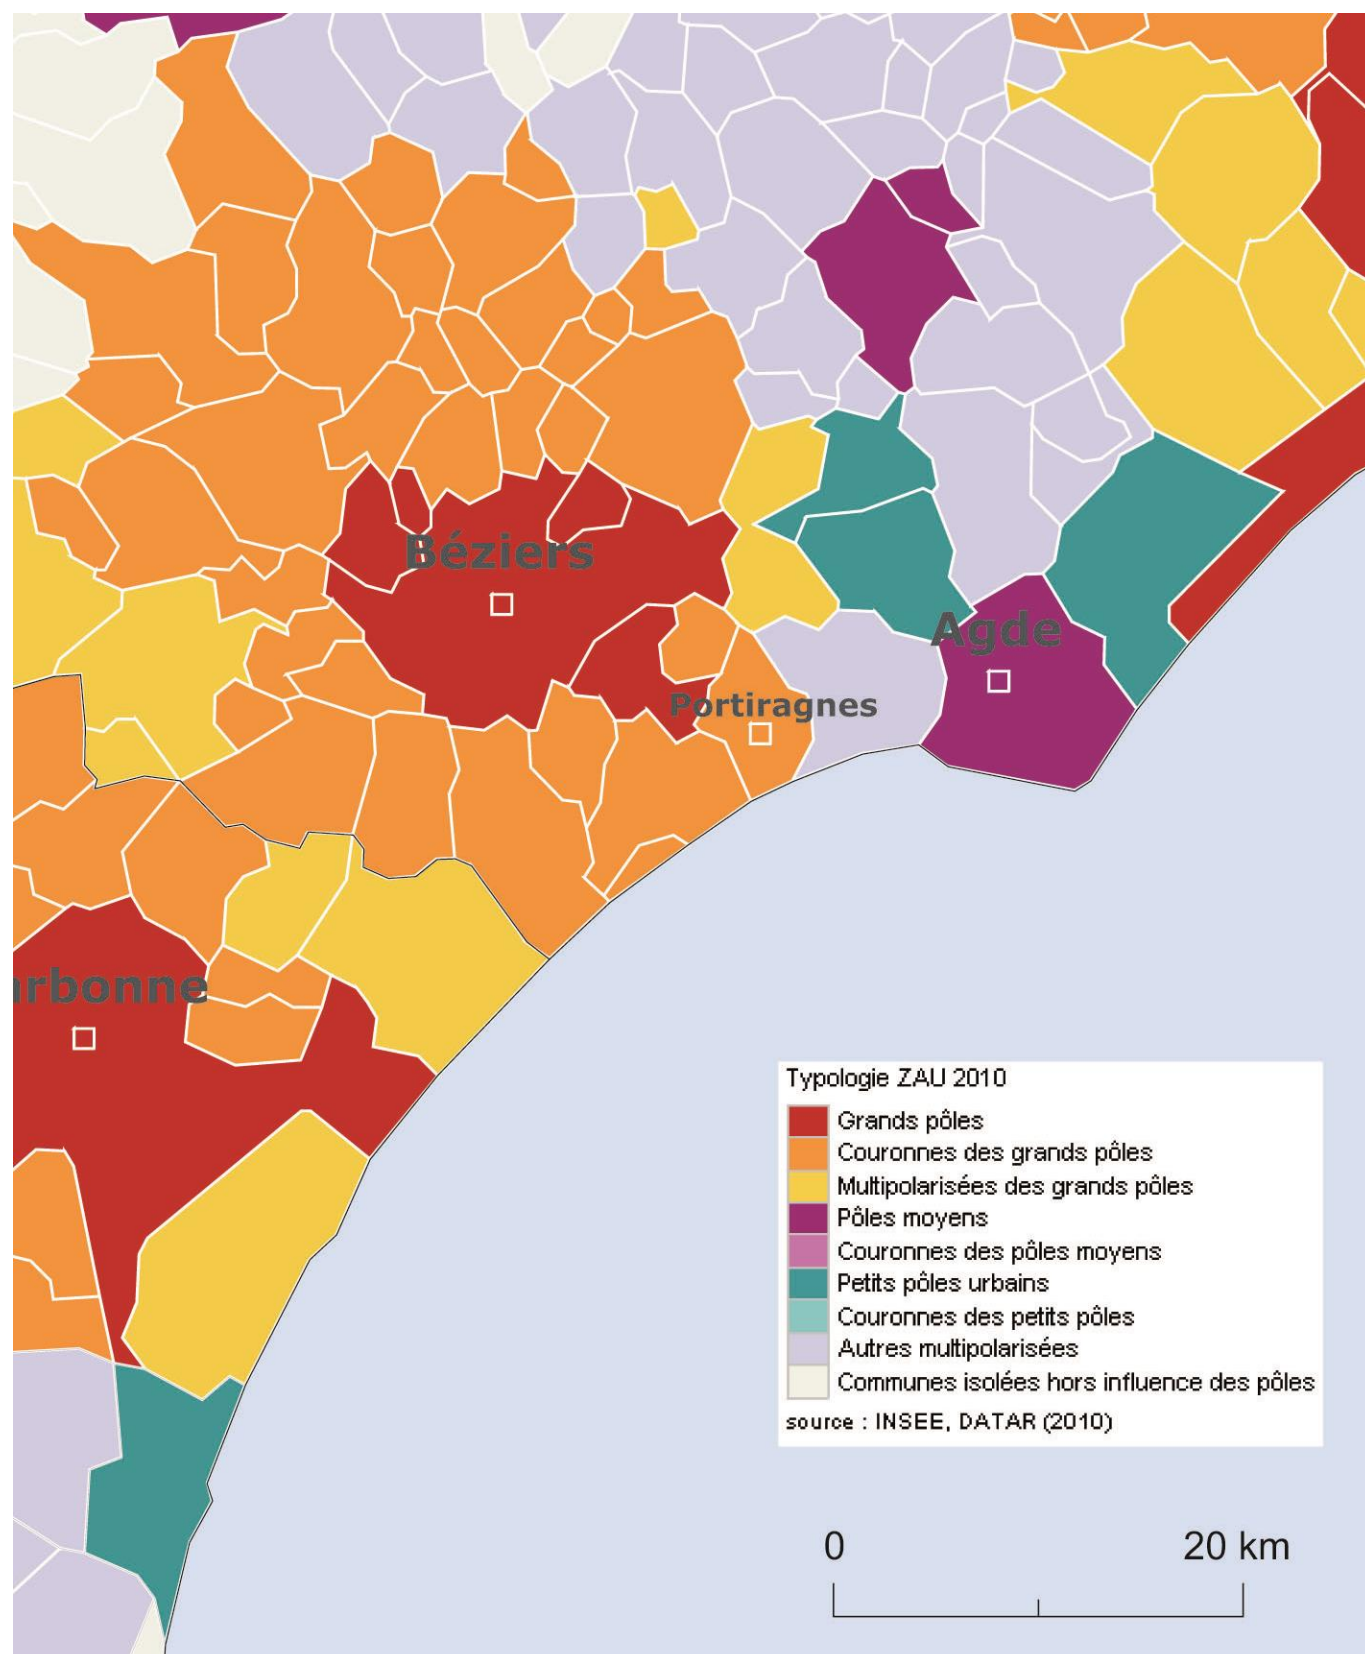 Béziers
Agde
Portiragnes
arbonne
Typologie ZAU 2010
Grands pôles
Couronnes des grands pôles
Multipolarisées des grands pôles
Pôles moyens
Couronnes des pôles moyens
Petits pôles urbains
Couronnes des petits pôles
Autres multipolarisées
Communes isolées hors influence des pôles
source : INSEE, DATAR (2010)
0 20 km